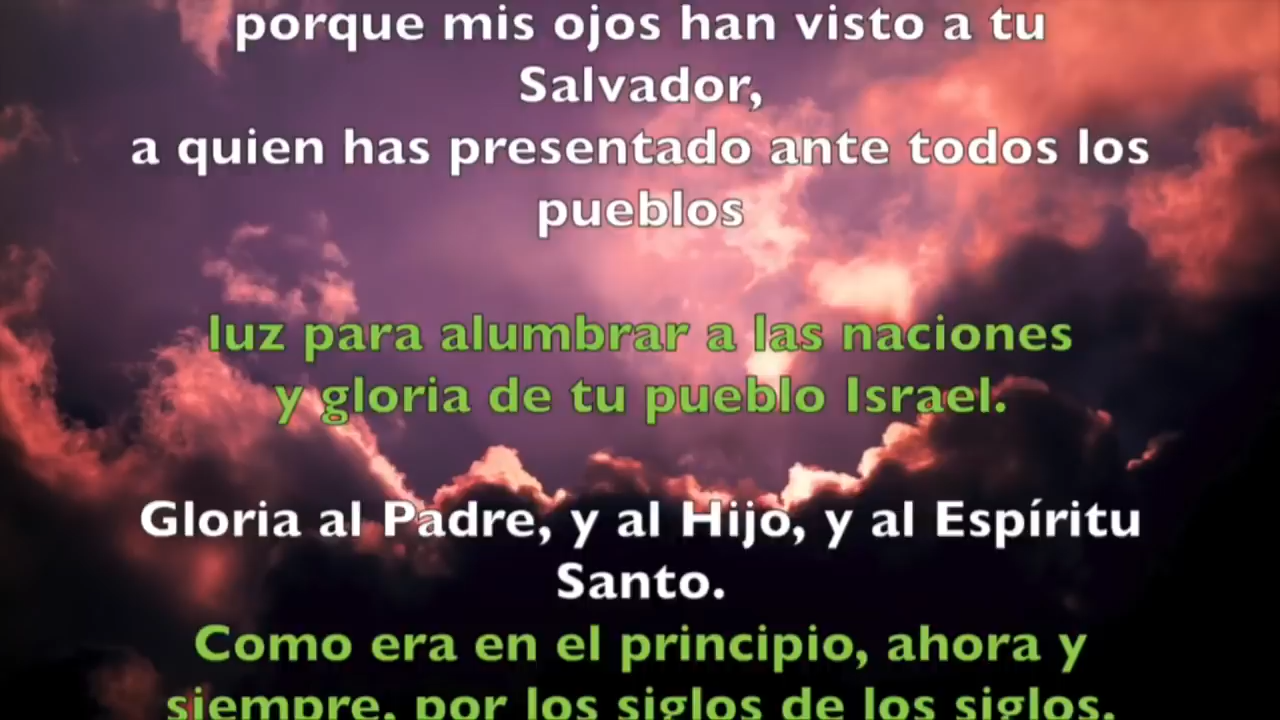 porque mis ojos han visto a tu
Salvador,
a quien has presentado ante todos los
pueblos
luz para alumbrar a las naciones
y gloria de tu pueblo Israel.
Gloria al Padre, y al Hijo, y al Espíritu
Santo.
Como era en el principio, ahora y
siempre, por los siglos de los siglos.